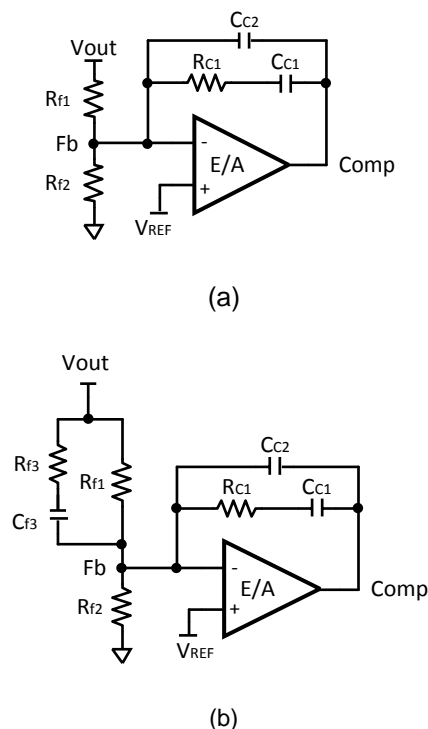 Vout
Rf1
Fb
Rf2
CC2
RC1
CC1
-
E/A
+
VREF
Comp
(a)
Vout
Rf3
Rf1
Cf3
Fb
Rf2
CC2
RC1
CC1
-
E/A
+
VREF
Comp
(b)